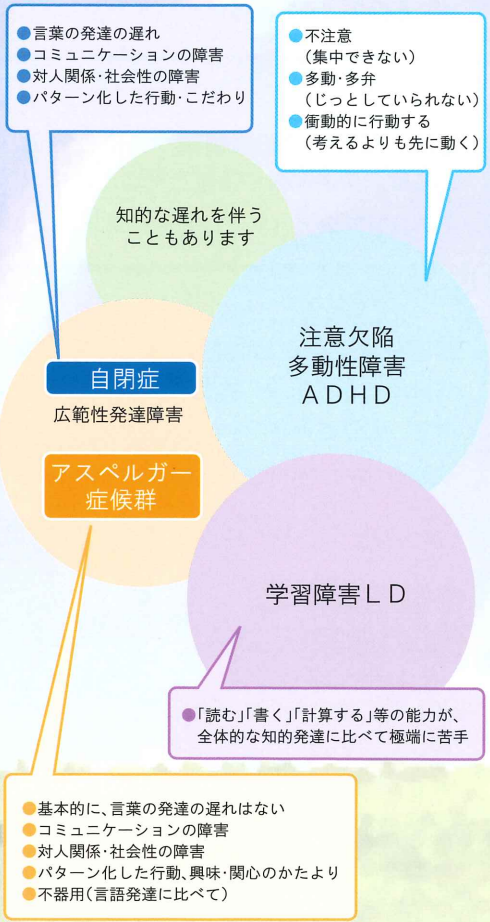 ●言葉の発達の遅れ
●コミュニケーションの障害
●対人関係・社会性の障害
●パターン化した行動・こだわり
●不注意
(集中できない)
●多動・多弁
(じっとしていられない)
●衝動的に行動する
(考えるよりも先に動く)
知的な遅れを伴う
こともあります
注意欠陥
多動性障害
ADHD
自閉症
広範性発達障害
アスペルガー
症候群
学習障害LD
●「読む」「書く」「計算する」等の能力が、
全体的な知的発達に比べて極端に苦手
●基本的に、言葉の発達の遅れはない
●コミュニケーションの障害
●対人関係・社会性の障害
●パターン化した行動、興味・関心のかたより
●不器用(言語発達に比べて)